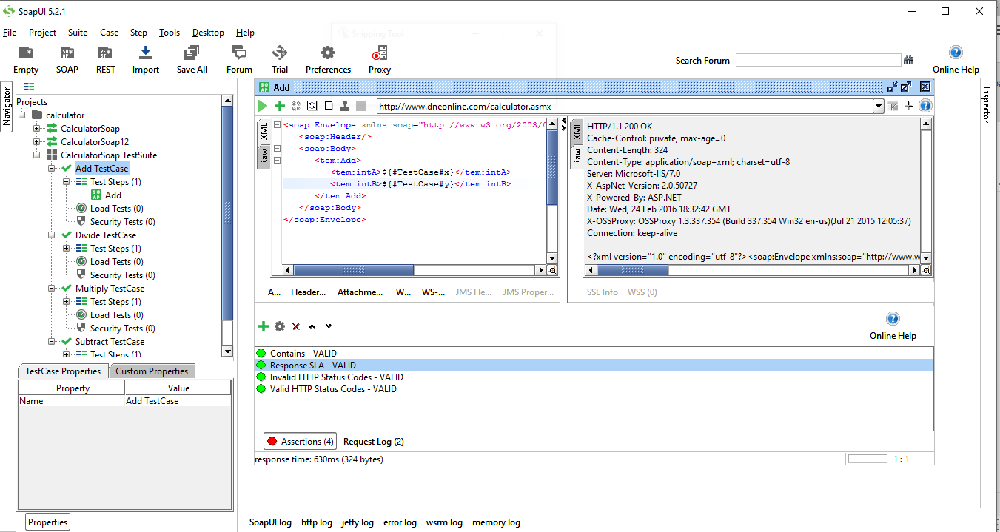 SoapUI 5.2.1
File Project Suite Case Step Tools Desktop Help
Snipping Tool
Empty SOAP REST Import Save All Forum Trial Preferences Proxy
Search Forum
Online Help
Navigator
Projects
calculator
CalculatorSoap
CalculatorSoap12
CalculatorSoap TestSuite
Add TestCase
Test Steps (1)
Add
Load Tests (0)
Security Tests (0)
Divide TestCase
Test Steps (1)
Load Tests (0)
Security Tests (0)
Multiply TestCase
Test Steps (1)
Load Tests (0)
Security Tests (0)
Subtract TestCase
Test Steps (1)
TestCase Properties Custom Properties
Property Value
Name Add TestCase
Properties
Add
http://www.dneonline.com/calculator.asmx
XML
Raw
<soap:Envelope xmlns:soap="http://www.w3.org/2003/0
<soap:Header/>
<soap:Body>
<tem:Add>
<tem:intA>${#TestCase#x}</tem:intA>
<tem:intB>${#TestCase#y}</tem:intB>
</tem:Add>
</soap:Body>
</soap:Envelope>
A... Header... Attachme... W... WS-... JMS He... JMS Proper...
XML
Raw
HTTP/1.1 200 OK
Cache-Control: private, max-age=0
Content-Length: 324
Content-Type: application/soap+xml; charset=utf-8
Server: Microsoft-IIS/7.0
X-AspNet-Version: 2.0.50727
X-Powered-By: ASP.NET
Date: Wed, 24 Feb 2016 18:32:42 GMT
X-OSSProxy: OSSProxy 1.3.337.354 (Build 337.354 Win32 en-us)(Jul 21 2015 12:05:37)
Connection: keep-alive
<?xml version="1.0" encoding="utf-8"?><soap:Envelope xmlns:soap="http://www.w
SSL Info WSS (0)
Online Help
Contains - VALID
Response SLA - VALID
Invalid HTTP Status Codes - VALID
Valid HTTP Status Codes - VALID
Assertions (4) Request Log (2)
response time: 630ms (324 bytes)
1 : 1
Inspector
SoapUI log http log jetty log error log wsrm log memory log